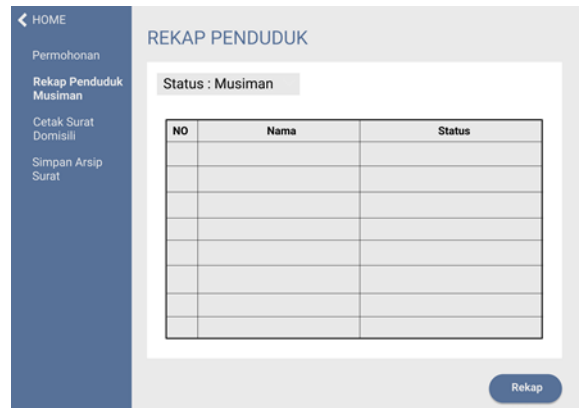 HOME
Permohonan
Rekap Penduduk
Musiman
Cetak Surat
Domisili
Simpan Arsip
Surat
REKAP PENDUDUK
Status : Musiman
NO Nama Status
Rekap